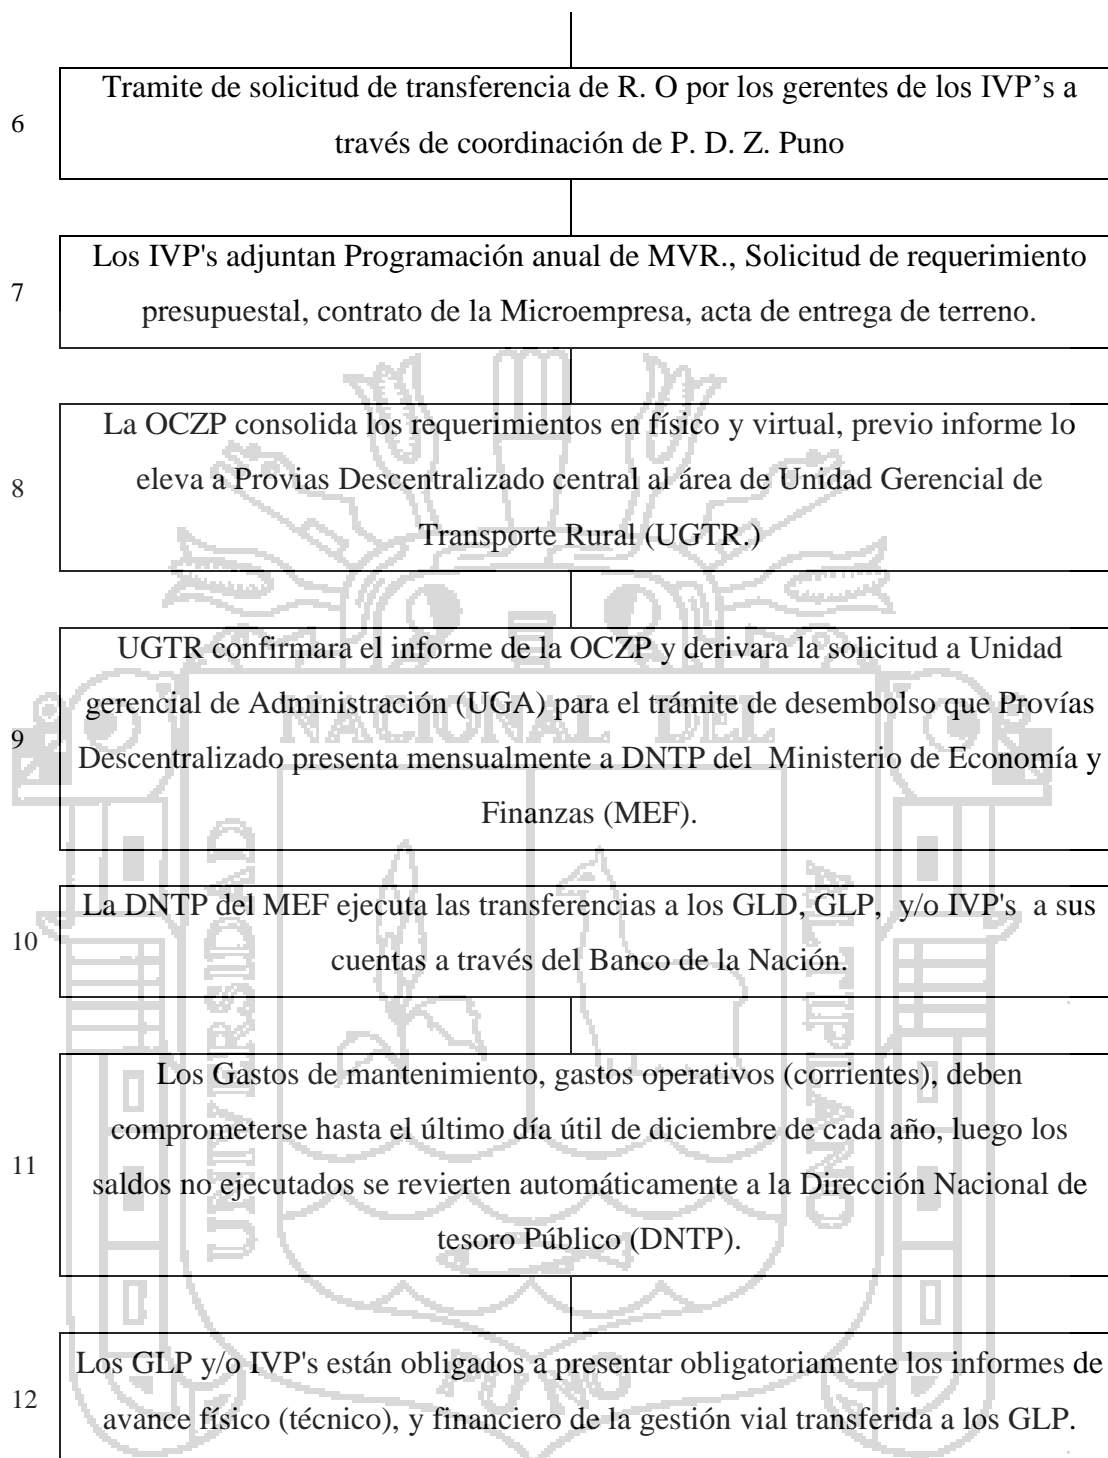 6
Tramite de solicitud de transferencia de R. O por los gerentes de los IVP’s a
través de coordinación de P. D. Z. Puno
7
Los IVP's adjuntan Programación anual de MVR., Solicitud de requerimiento
presupuestal, contrato de la Microempresa, acta de entrega de terreno.
8
La OCZP consolida los requerimientos en físico y virtual, previo informe lo
eleva a Provias Descentralizado central al área de Unidad Gerencial de
Transporte Rural (UGTR.)
9
UGTR confirmara el informe de la OCZP y derivara la solicitud a Unidad
gerencial de Administración (UGA) para el trámite de desembolso que Provías
Descentralizado presenta mensualmente a DNTP del Ministerio de Economía y
Finanzas (MEF).
10
La DNTP del MEF ejecuta las transferencias a los GLD, GLP, y/o IVP's a sus
cuentas a través del Banco de la Nación.
11
Los Gastos de mantenimiento, gastos operativos (corrientes), deben
comprometerse hasta el último día útil de diciembre de cada año, luego los
saldos no ejecutados se revierten automáticamente a la Dirección Nacional de
tesoro Público (DNTP).
12
Los GLP y/o IVP's están obligados a presentar obligatoriamente los informes de
avance físico (técnico), y financiero de la gestión vial transferida a los GLP.
UNIVERSIDAD
NACIONAL DEL
ALTIPLANO
PUNO